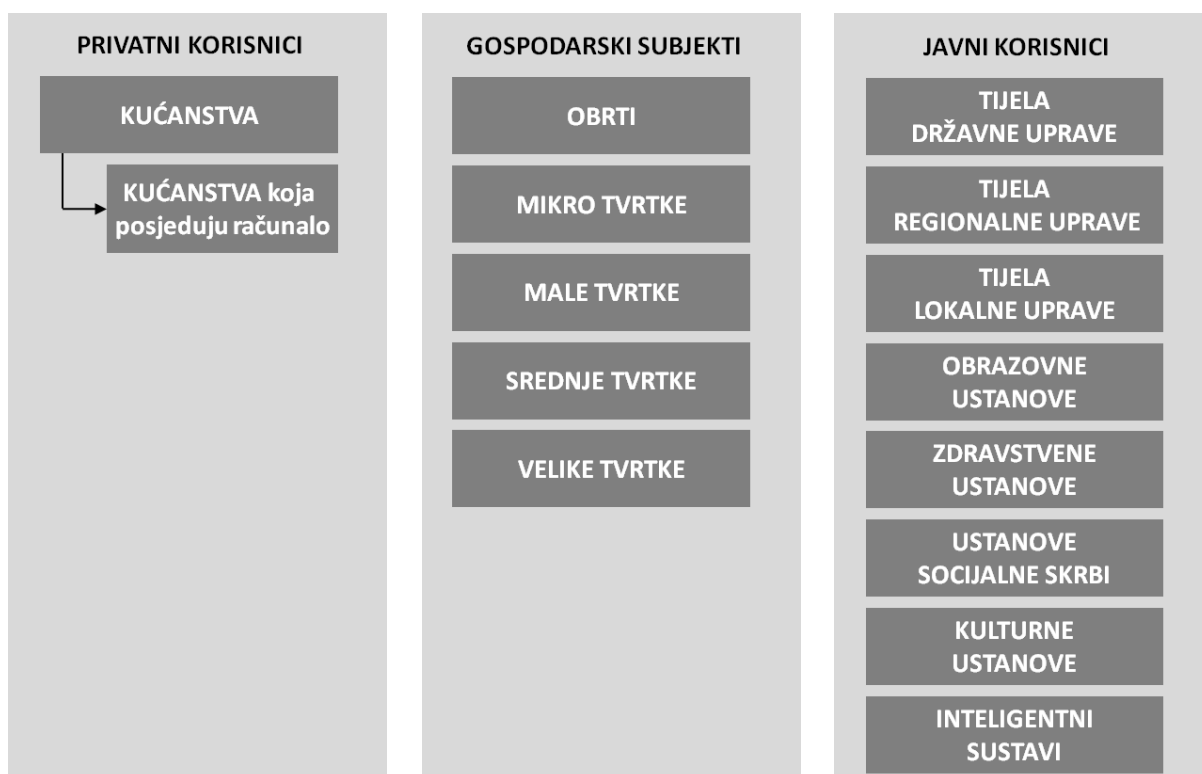 PRIVATNI KORISNICI
KUĆANSTVA
KUĆANSTVA koja
posjeduju računalo
GOSPODARSKI SUBJEKTI
OBRTI
MIKRO TVRTKE
MALE TVRTKE
SREDNJE TVRTKE
VELIKE TVRTKE
JAVNI KORISNICI
TIJELA
DRŽAVNE UPRAVE
TIJELA
REGIONALNE UPRAVE
TIJELA
LOKALNE UPRAVE
OBRAZOVNE
USTANOVE
ZDRAVSTVENE
USTANOVE
USTANOVE
SOCIJALNE SKRBI
KULTURNE
USTANOVE
INTELIGENTNI
SUSTAVI